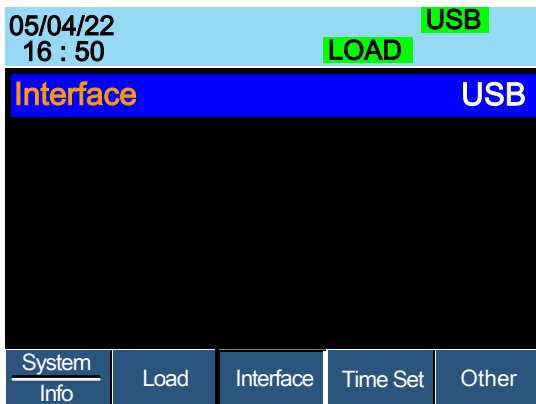 05/04/22 USB
16 : 50 LOAD
Interface USB
System
Info
Load
Interface
Time Set
Other